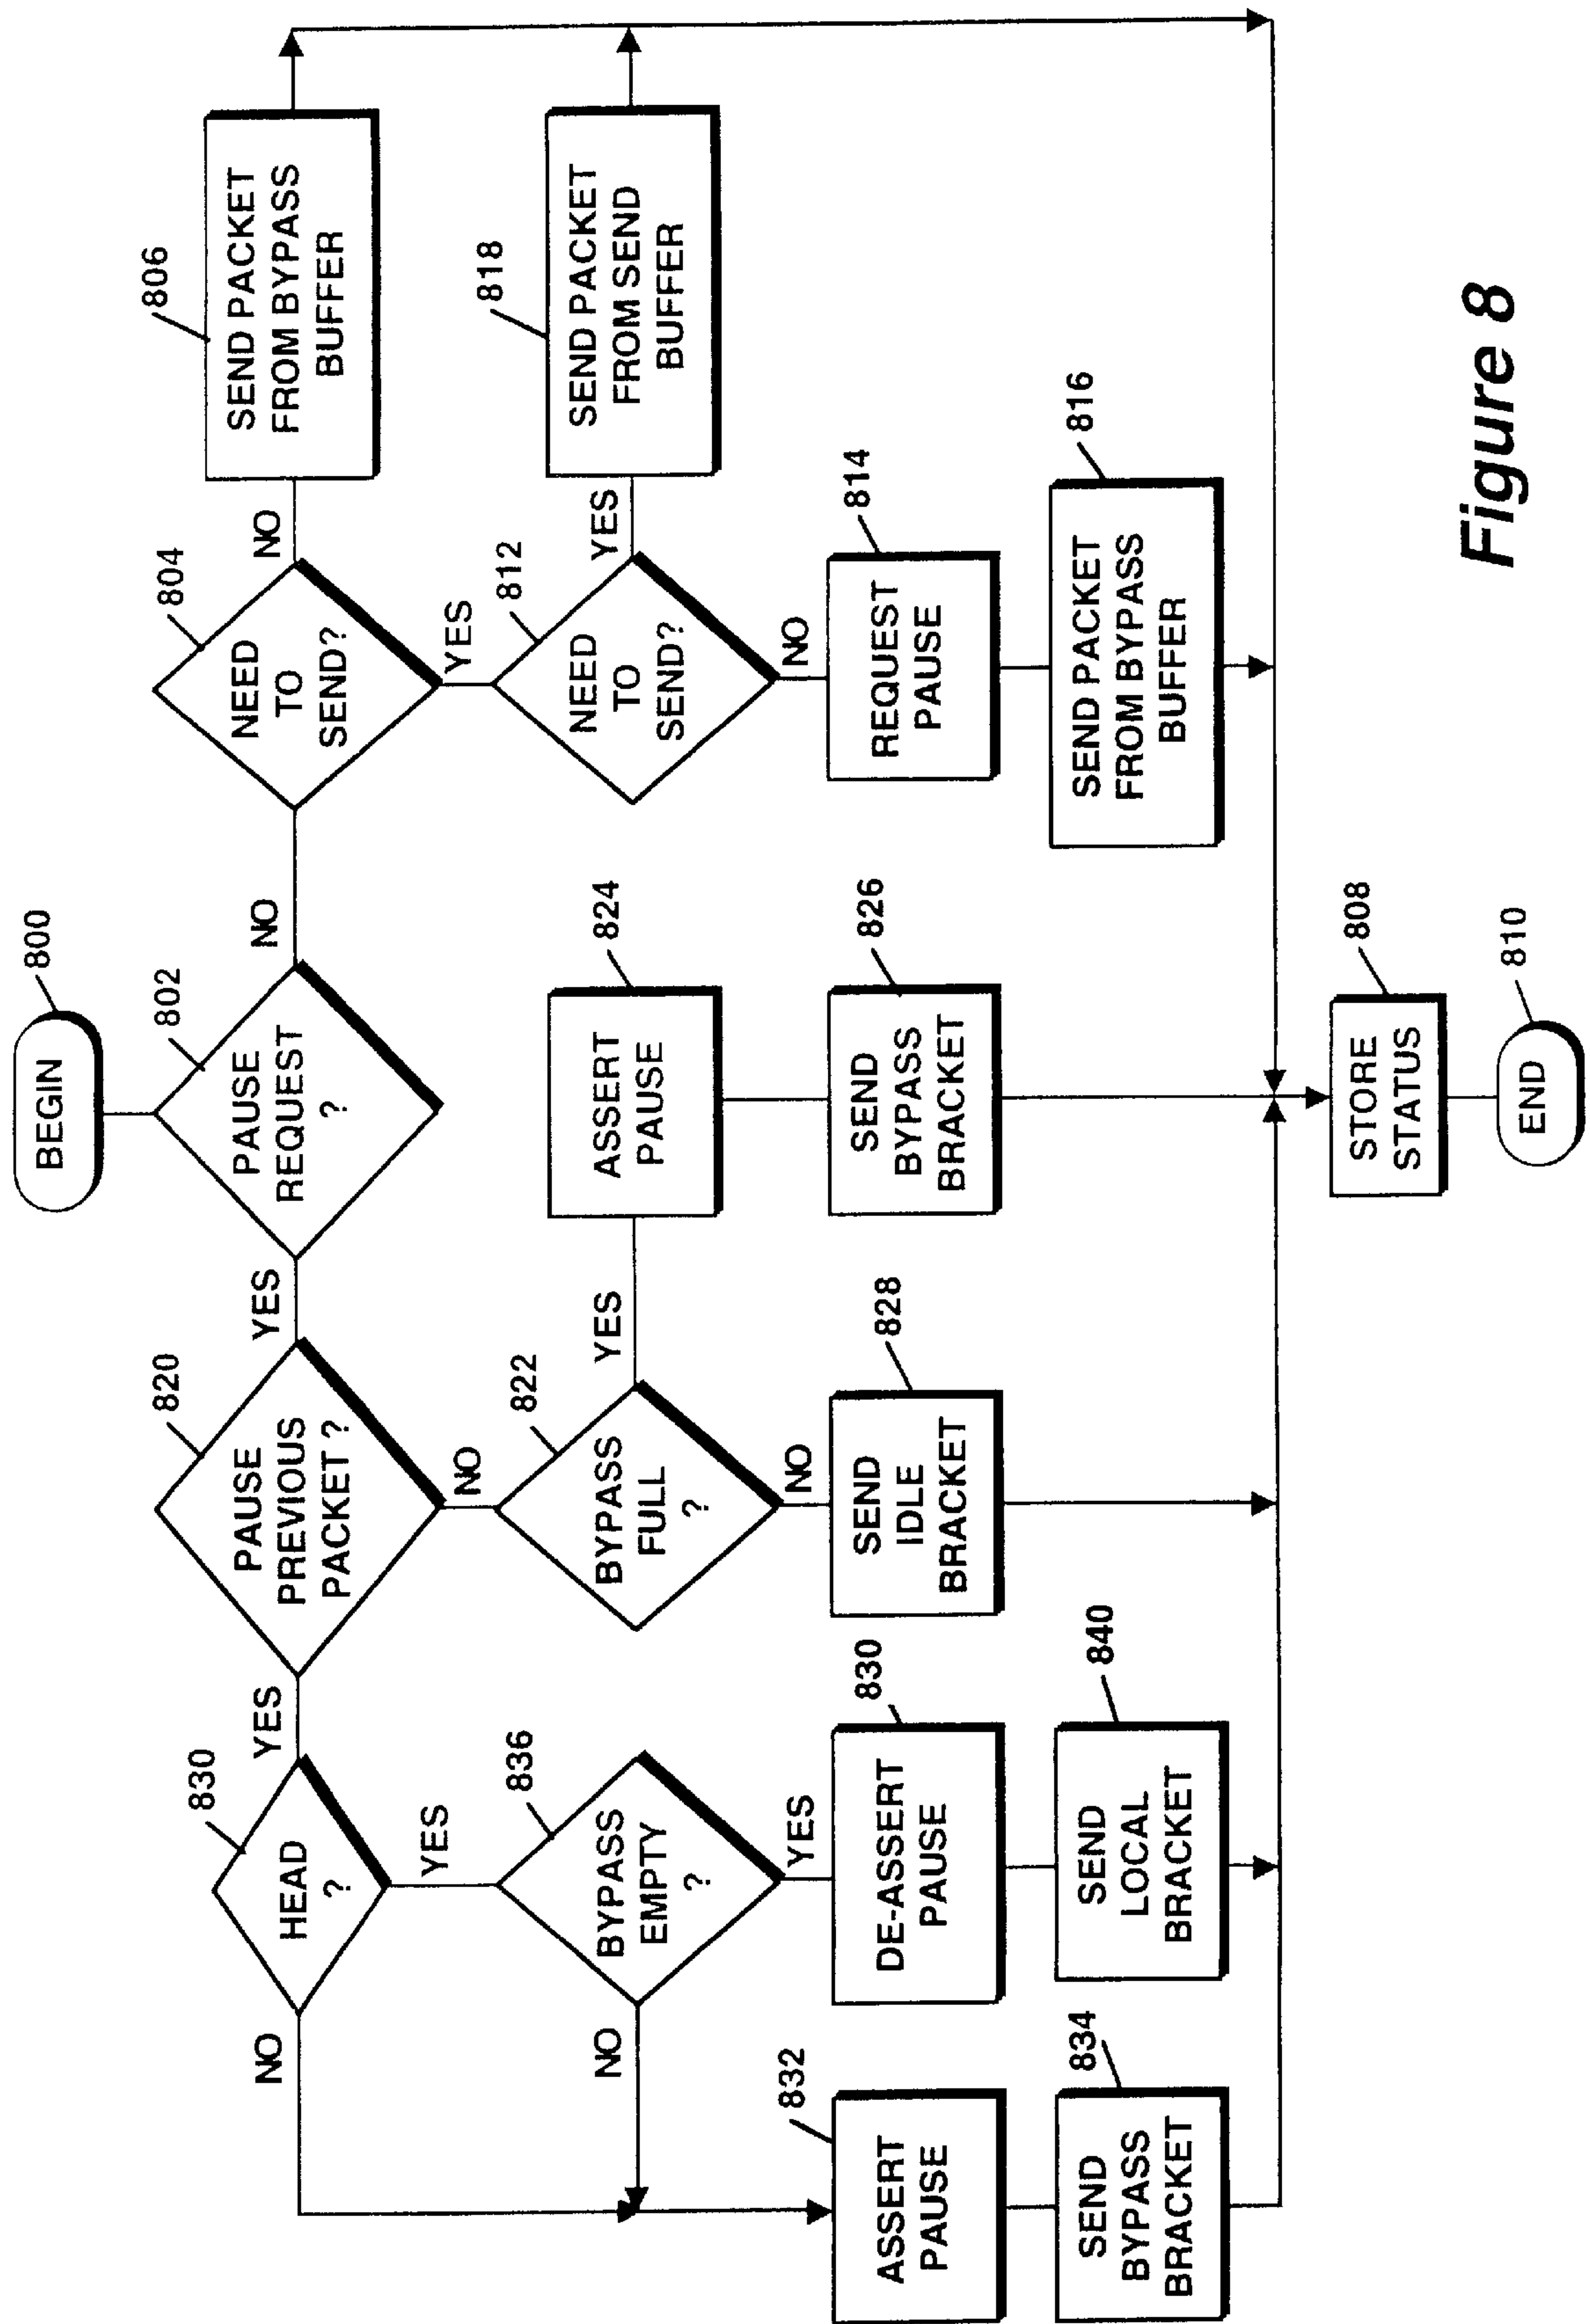 800
BEGIN
802
PAUSE
REQUEST
?
YES
NO
820
PAUSE
PREVIOUS
PACKET ?
YES
NO
830
HEAD
?
NO
YES
804
NEED
TO
SEND?
NO
YES
806
SEND PACKET
FROM BYPASS
BUFFER
836
BYPASS
EMPTY
?
NO
YES
822
BYPASS
FULL
?
YES
NO
824
ASSERT
PAUSE
812
NEED
TO
SEND?
YES
NO
818
SEND PACKET
FROM SEND
BUFFER
832
ASSERT
PAUSE
830
DE-ASSERT
PAUSE
828
SEND
IDLE
BRACKET
826
SEND
BYPASS
BRACKET
814
REQUEST
PAUSE
834
SEND
BYPASS
BRACKET
840
SEND
LOCAL
BRACKET
816
SEND PACKET
FROM BYPASS
BUFFER
808
STORE
STATUS
810
END
Figure 8